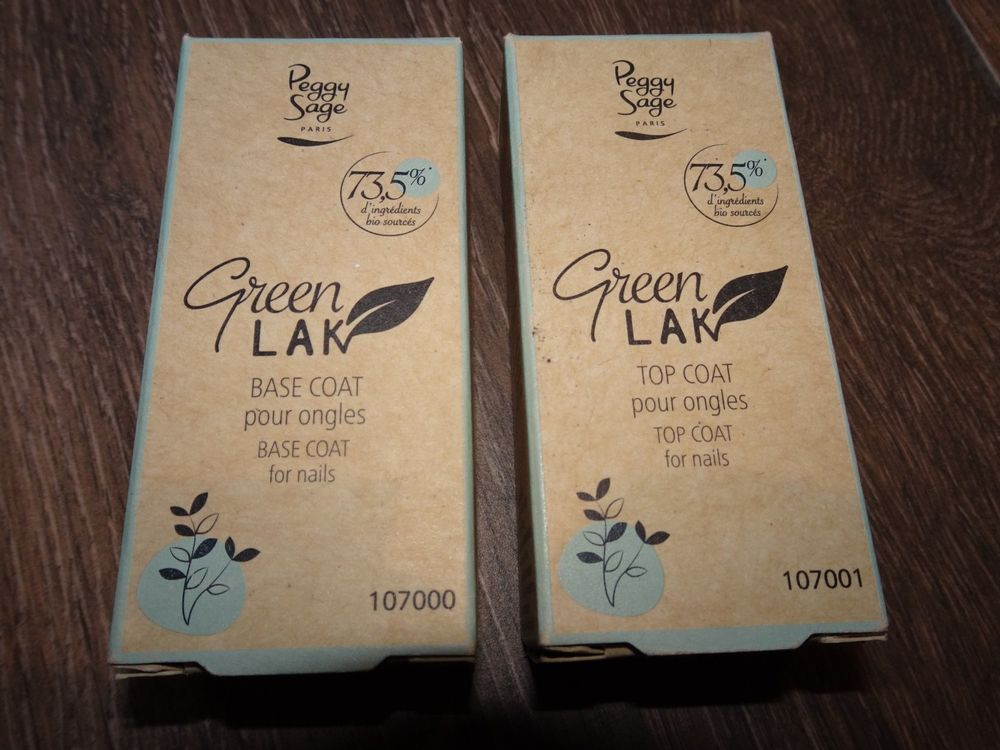 Peggy
Sage
PARIS
73,5%*
d'ingrédients
bio sourcés
Green
LAK
BASE COAT
pour ongles
BASE COAT
for nails
107000
Peggy
Sage
PARIS
73,5%*
d'ingrédients
bio sourcés
Green
LAK
TOP COAT
pour ongles
TOP COAT
for nails
107001